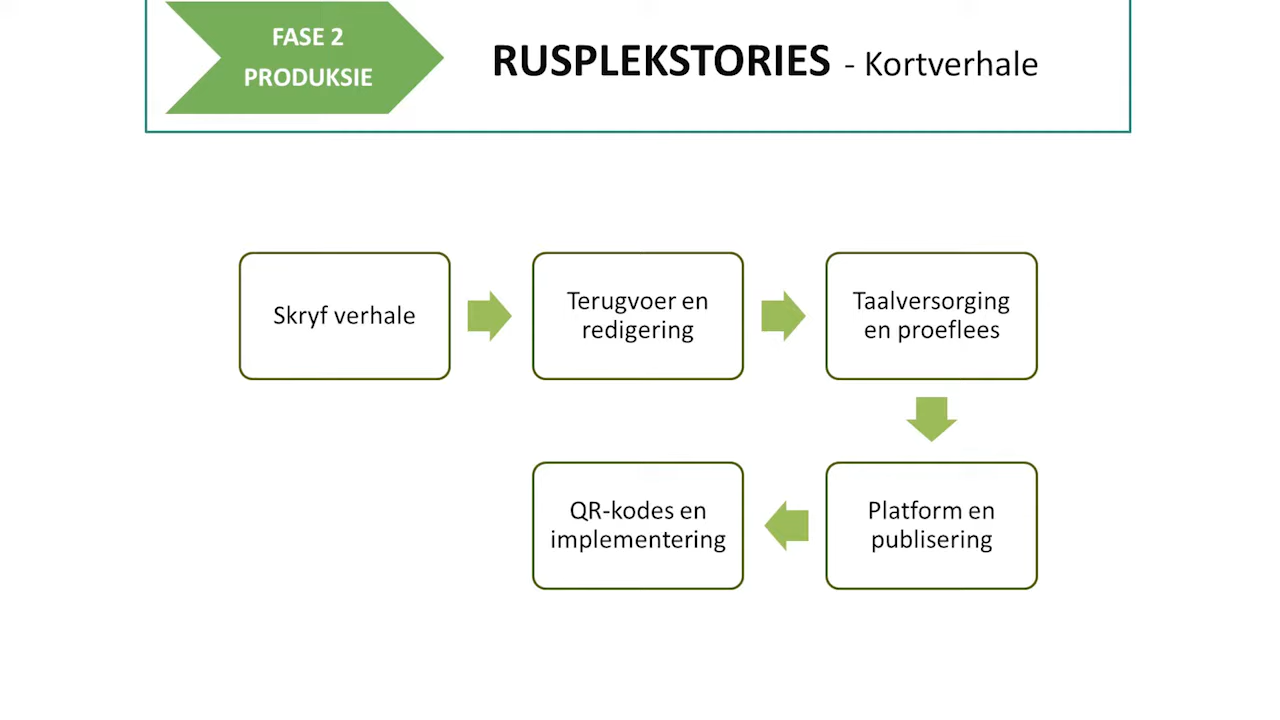 FASE 2
PRODUKSIE
RUSPLEKSTORIES - Kortverhale
Skryf verhale
Terugvoer en
redigering
Taalversorging
en proeflees
Platform en
publisering
QR-kodes en
implementering